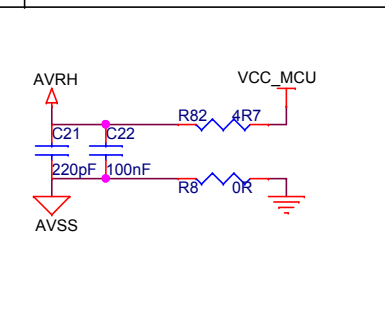 AVRH
VCC_MCU
R82 4R7
C21 C22
220pF 100nF
R8 0R
AVSS